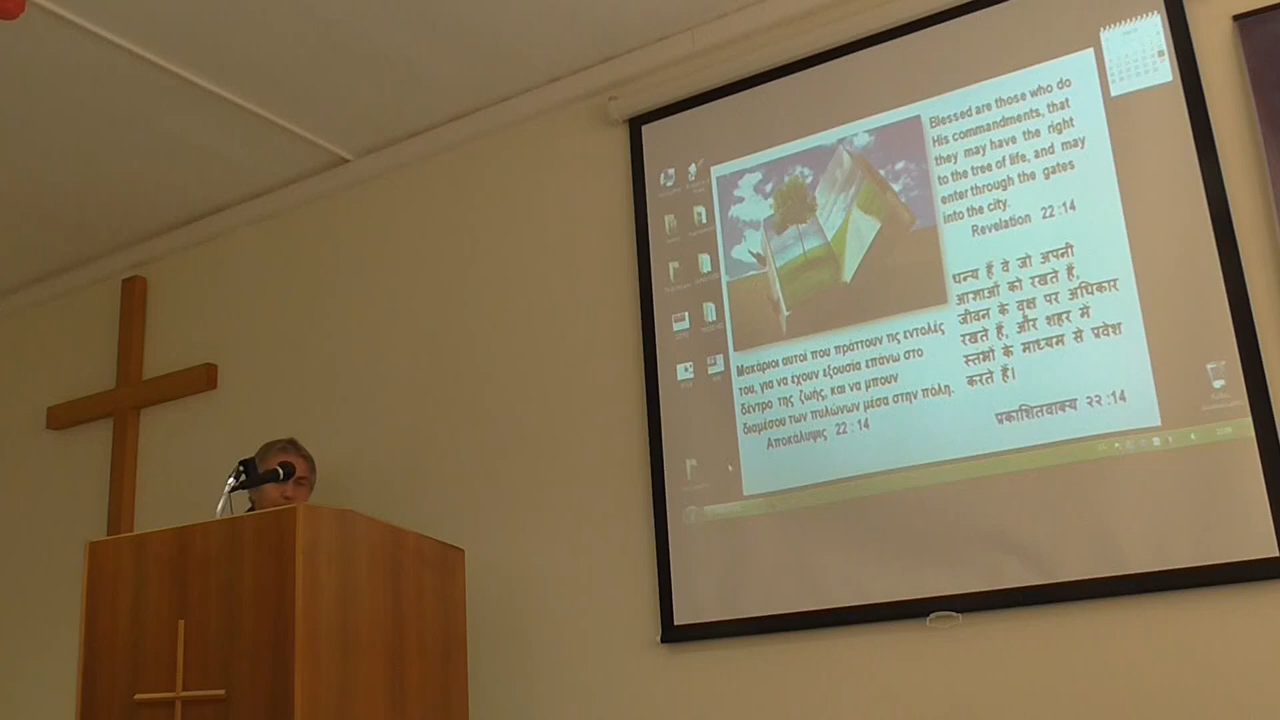 Blessed are those who do
His commandments, that
they may have the right
to the tree of life, and may
enter through the gates
into the city.
Revelation 22:14
धन्य हैं वे जो अपनी
आज्ञाओं को रखते हैं,
जीवन के वृक्ष पर अधिकार
रखते हैं, और शहर में
स्तंभों के माध्यम से प्रवेश
करते हैं।
प्रकाशितवाक्य २२:१४
Μακάριοι αυτοί που πράττουν τις εντολές
του, για να έχουν εξουσία επάνω στο
δέντρο της ζωής, και να μπουν
διαμέσου των πυλώνων μέσα στην πόλη.
Αποκάλυψις 22:14